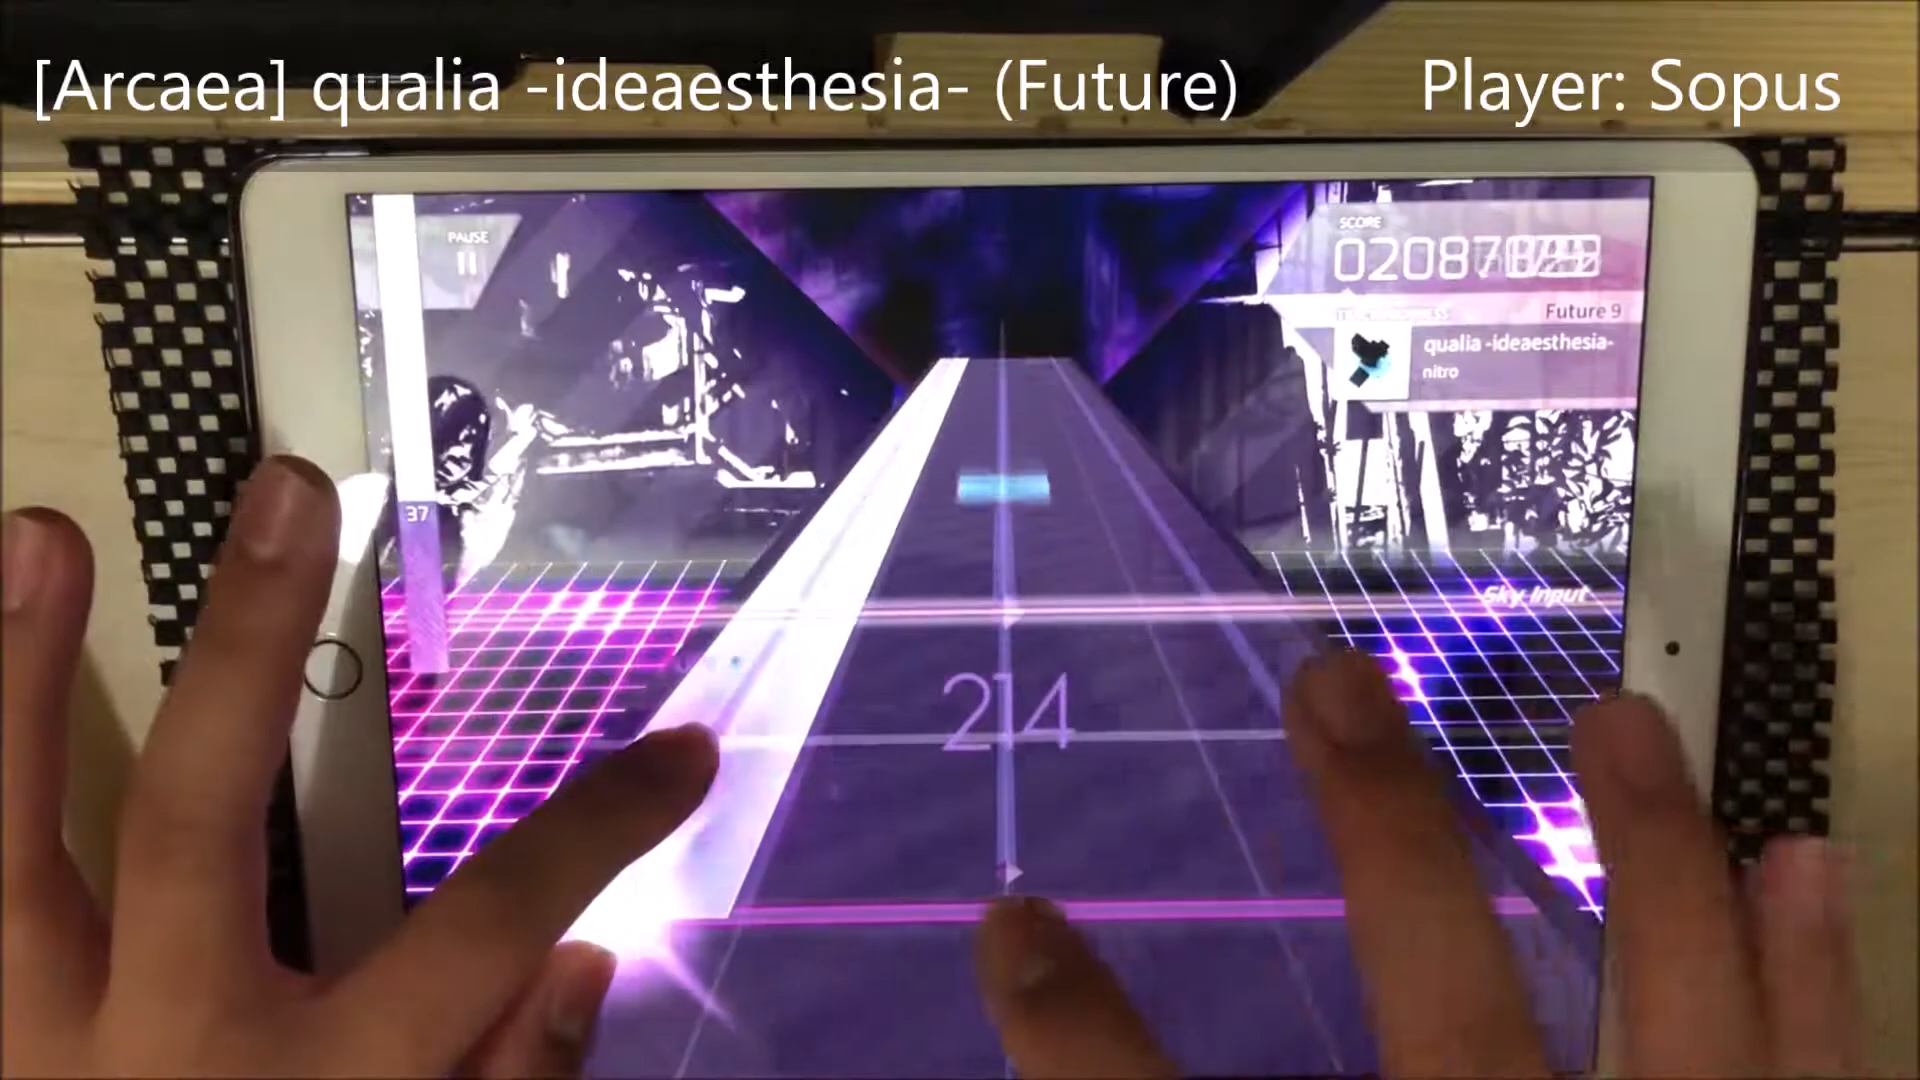 [Arcaea] qualia -ideaesthesia- (Future)
Player: Sopus
PAUSE
SCORE
02087
Future 9
qualia -ideaesthesia-
nitro
37
Sky Input
214